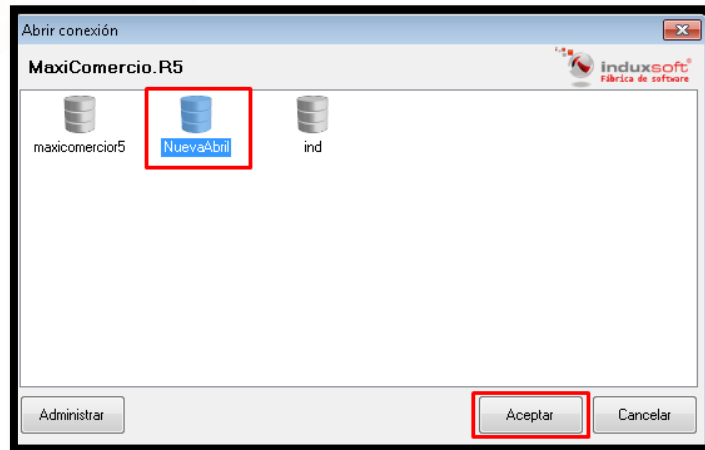 Abrir conexión
MaxiComercio.R5
induxsoft®
Fábrica de software
maxicomercior5
NuevaAbril
ind
Administrar
Aceptar
Cancelar